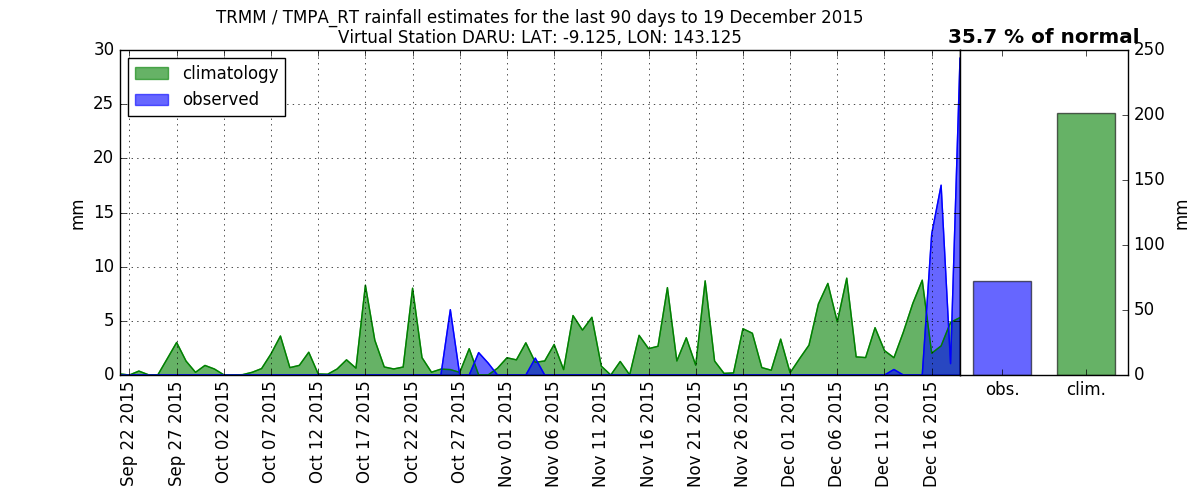 TRMM / TMPA_RT rainfall estimates for the last 90 days to 19 December 2015
Virtual Station DARU: LAT: -9.125, LON: 143.125
35.7 % of normal
climatology
observed
30
25
20
15
10
5
0
mm
250
200
150
100
50
0
mm
Sep 22 2015
Sep 27 2015
Oct 02 2015
Oct 07 2015
Oct 12 2015
Oct 17 2015
Oct 22 2015
Oct 27 2015
Nov 01 2015
Nov 06 2015
Nov 11 2015
Nov 16 2015
Nov 21 2015
Nov 26 2015
Dec 01 2015
Dec 06 2015
Dec 11 2015
Dec 16 2015
obs.
clim.